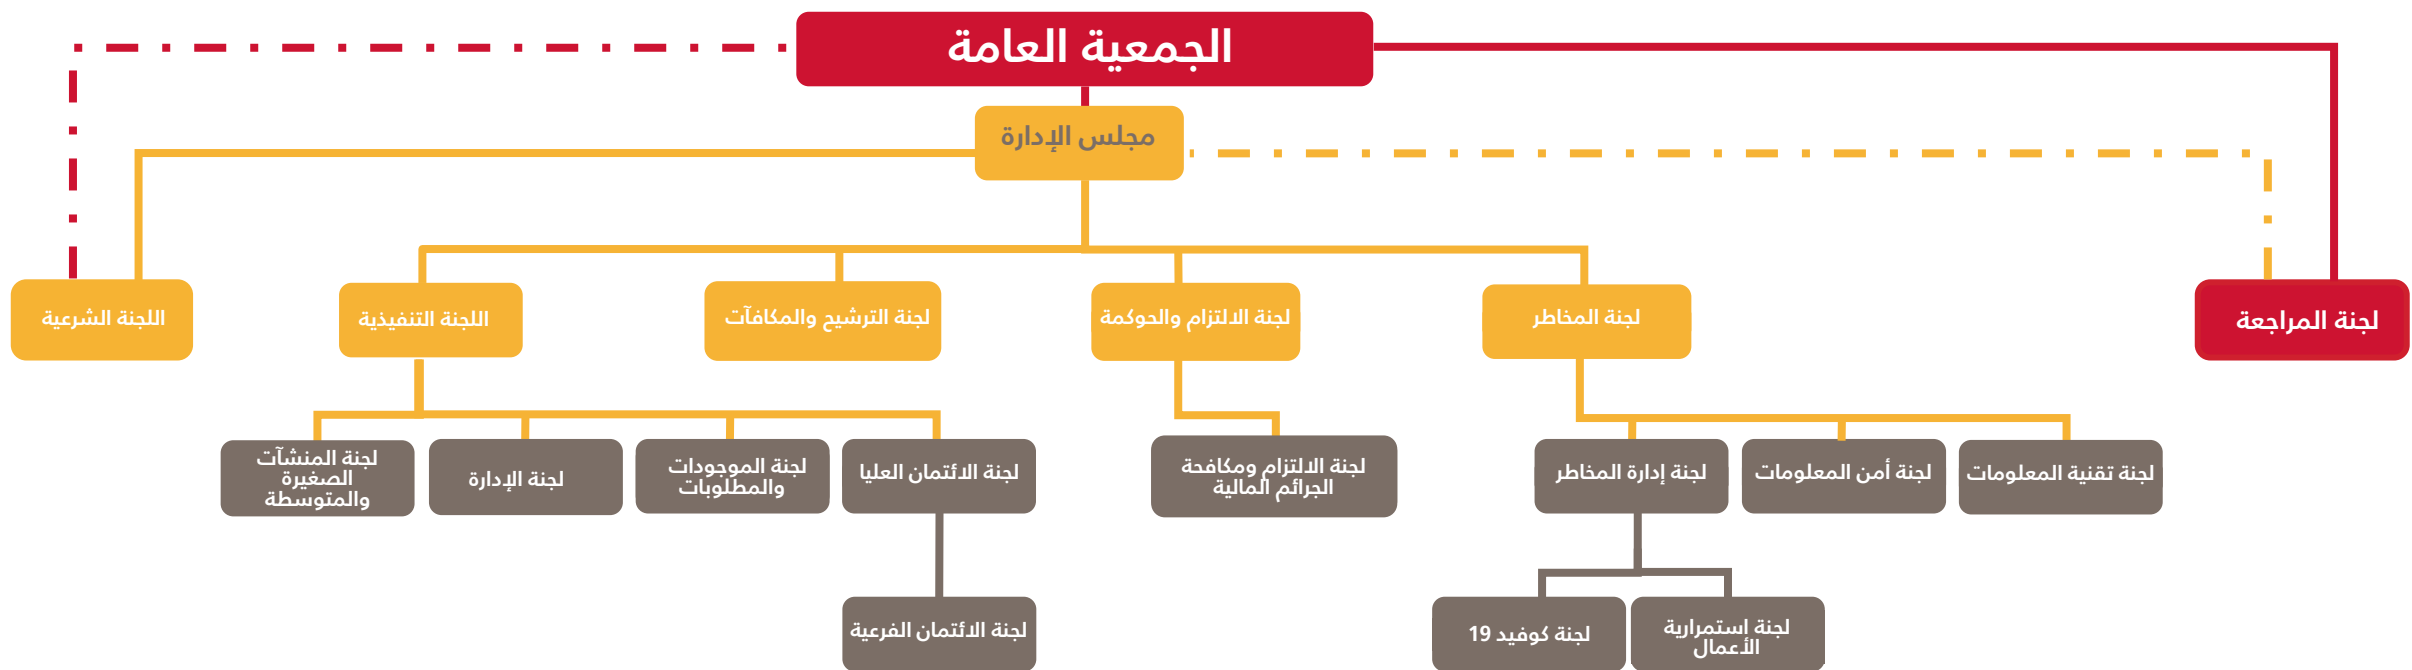 الجمعية العامة
مجلس الإدارة
لجنة المراجعة
لجنة المخاطر
لجنة الالتزام والحوكمة
لجنة الترشيح والمكافآت
اللجنة التنفيذية
اللجنة الشرعية
لجنة تقنية المعلومات
لجنة أمن المعلومات
لجنة إدارة المخاطر
لجنة الالتزام ومكافحة
الجرائم المالية
لجنة الائتمان العليا
لجنة الموجودات
والمطلوبات
لجنة الإدارة
لجنة المنشآت
الصغيرة
والمتوسطة
لجنة استمرارية
الأعمال
لجنة كوفيد 19
لجنة الائتمان الفرعية